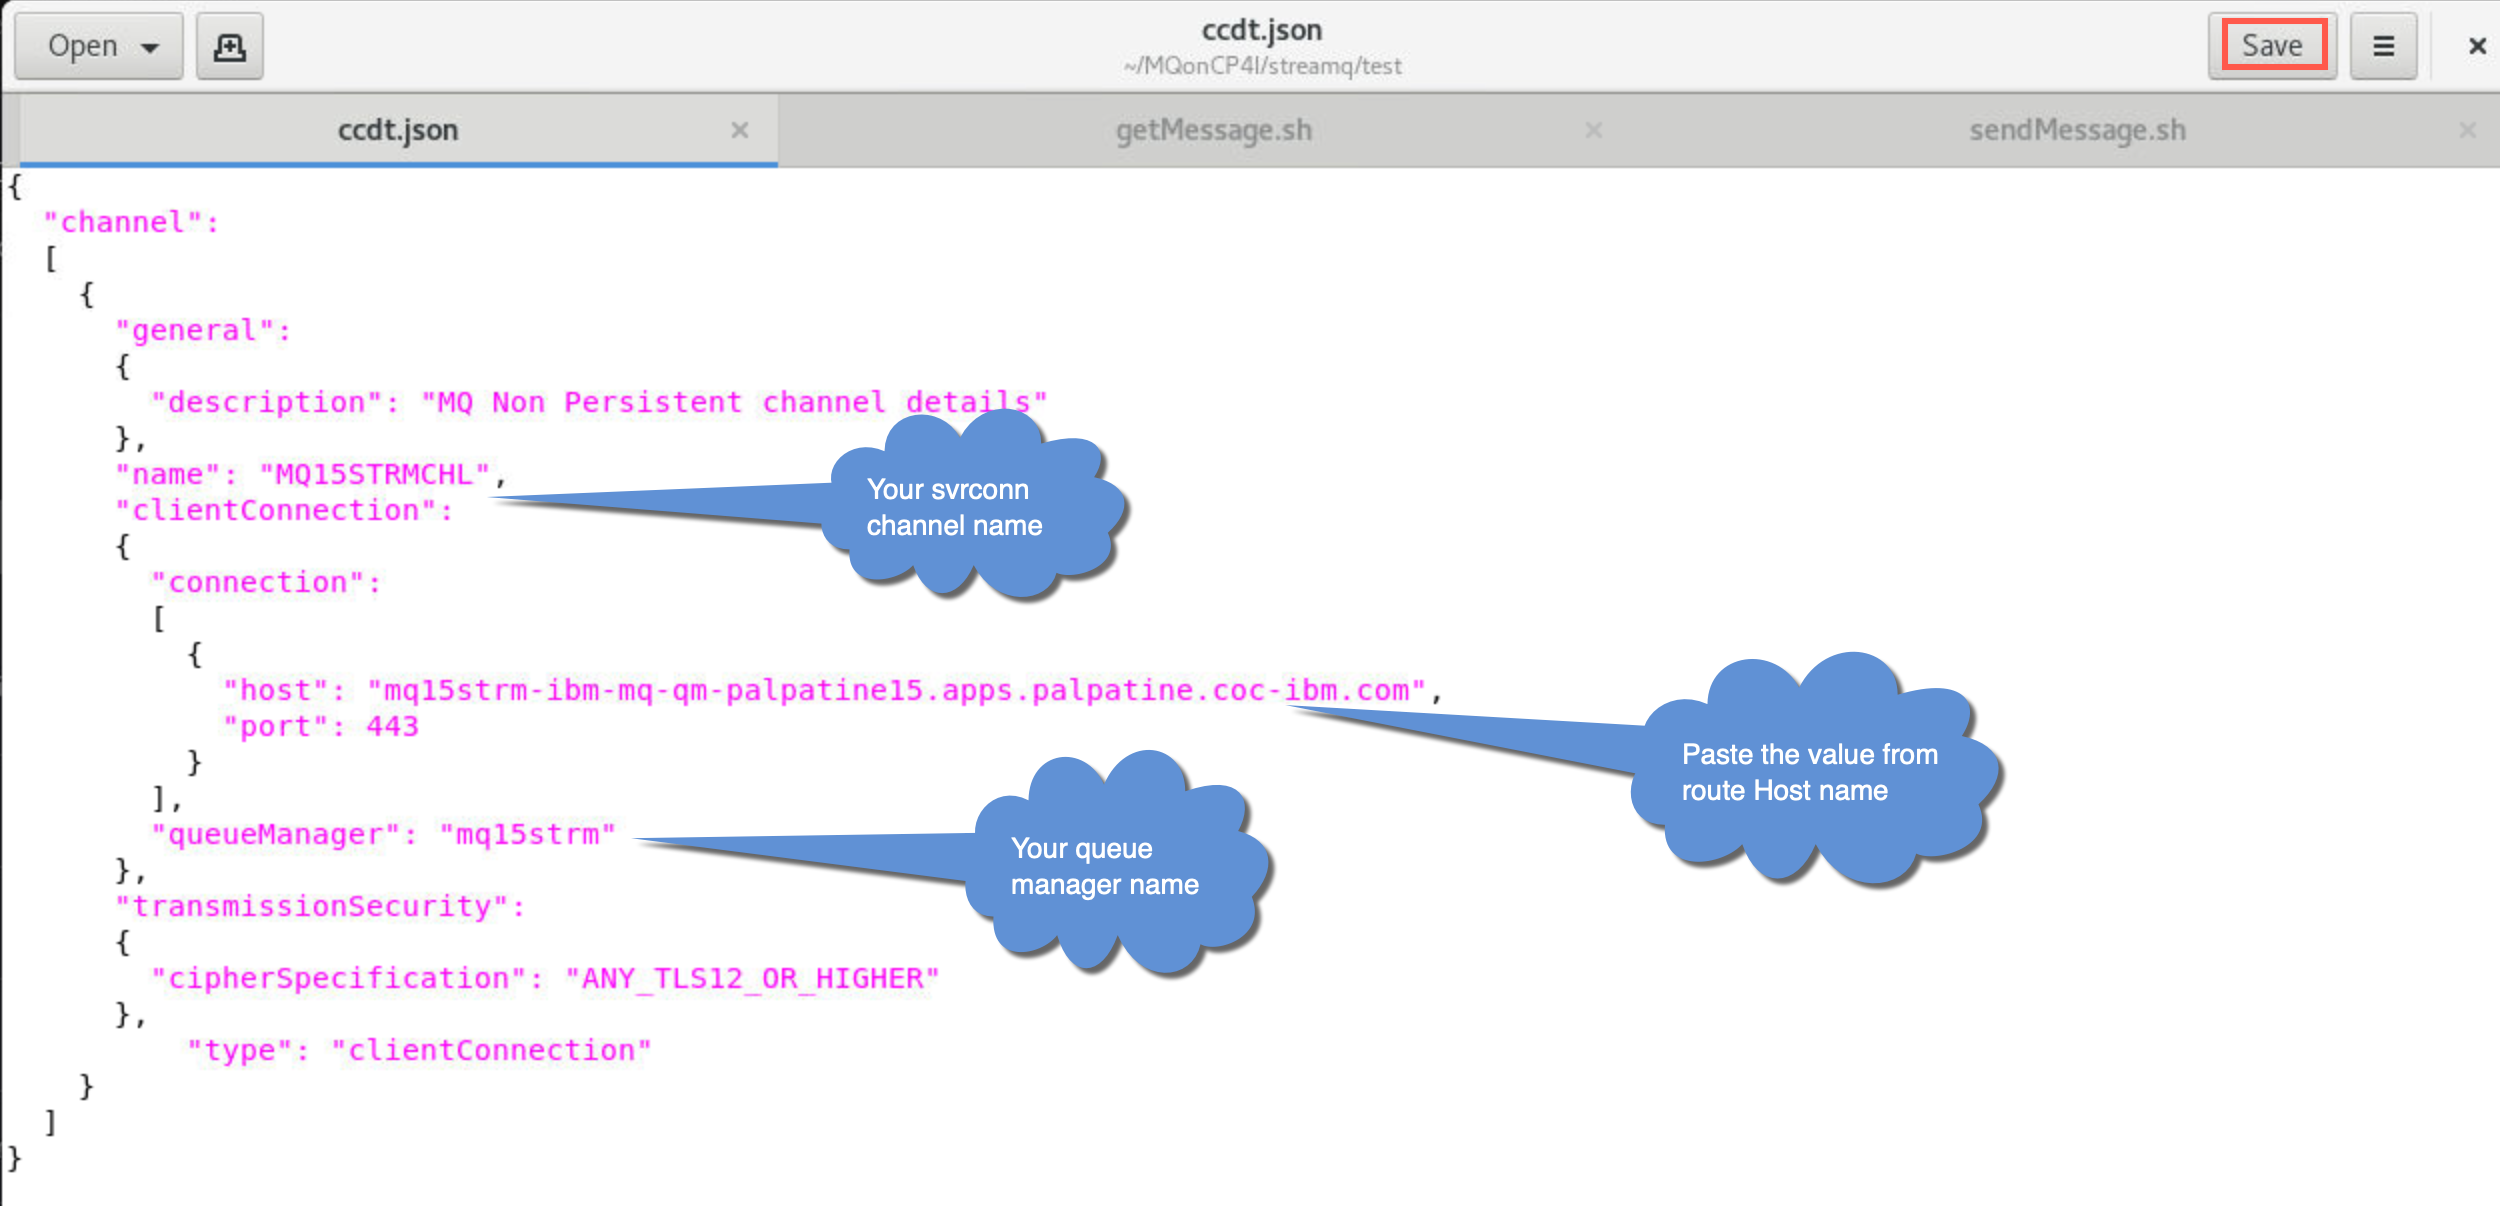 Open
ccdt.json
~/MQonCP4I/streamq/test
Save
ccdt.json
getMessage.sh
sendMessage.sh
{
  "channel":
  [
    {
      "general":
      {
        "description": "MQ Non Persistent channel details"
      },
      "name": "MQ15STRMCHL",
      "clientConnection":
      {
        "connection":
        [
          {
            "host": "mq15strm-ibm-mq-qm-palpatine15.apps.palpatine.coc-ibm.com",
            "port": 443
          }
        ],
        "queueManager": "mq15strm"
      },
      "transmissionSecurity":
      {
        "cipherSpecification": "ANY_TLS12_OR_HIGHER"
      },
          "type": "clientConnection"
    }
  ]
}
Your svrconn
channel name
Paste the value from
route Host name
Your queue
manager name